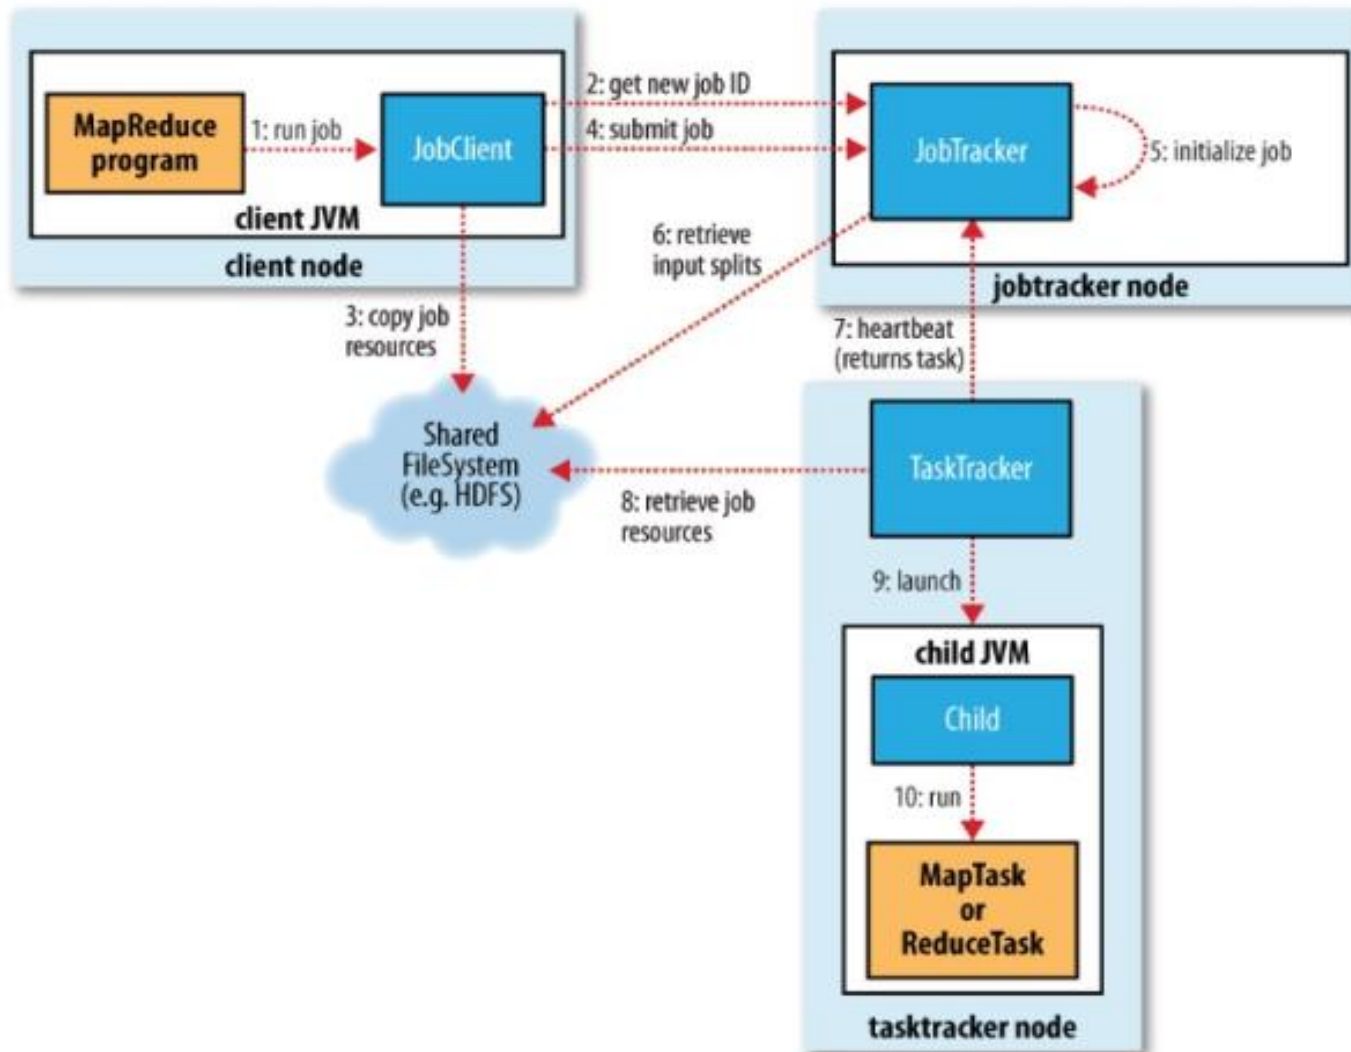 MapReduce
program
1: run job
JobClient
client JVM
client node
2: get new job ID
4: submit job
JobTracker
5: initialize job
jobtracker node
3: copy job
resources
6: retrieve
input splits
7: heartbeat
(returns task)
Shared
FileSystem
(e.g. HDFS)
8: retrieve job
resources
TaskTracker
9: launch
child JVM
Child
10: run
MapTask
or
ReduceTask
tasktracker node